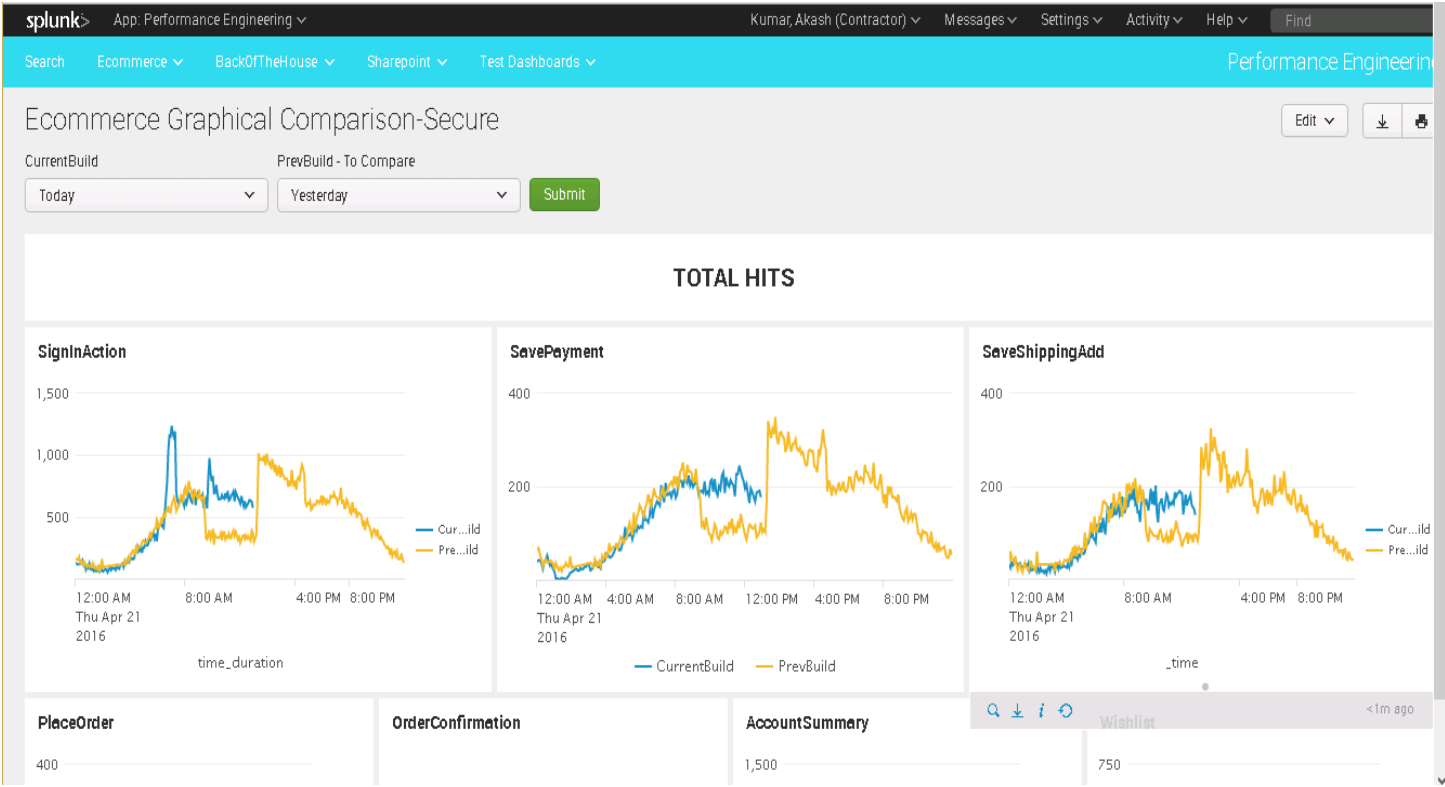 splunk> App: Performance Engineering Kumar, Akash (Contractor) Messages Settings Activity Help Find
Search Ecommerce BackOfTheHouse Sharepoint Test Dashboards Performance Engineerin
Ecommerce Graphical Comparison-Secure
Edit
CurrentBuild PrevBuild - To Compare
Today Yesterday Submit
TOTAL HITS
SignInAction
1,500
1,000
500
Cur...ild
Pre...ild
12:00 AM 8:00 AM 4:00 PM 8:00 PM
Thu Apr 21
2016
time_duration
SavePayment
400
200
12:00 AM 4:00 AM 8:00 AM 12:00 PM 4:00 PM 8:00 PM
Thu Apr 21
2016
CurrentBuild PrevBuild
SaveShippingAdd
400
200
Cur...ild
Pre...ild
12:00 AM 8:00 AM 4:00 PM 8:00 PM
Thu Apr 21
2016
_time
<1m ago
PlaceOrder
400
OrderConfirmation
AccountSummary
1,500
Wishlist
750